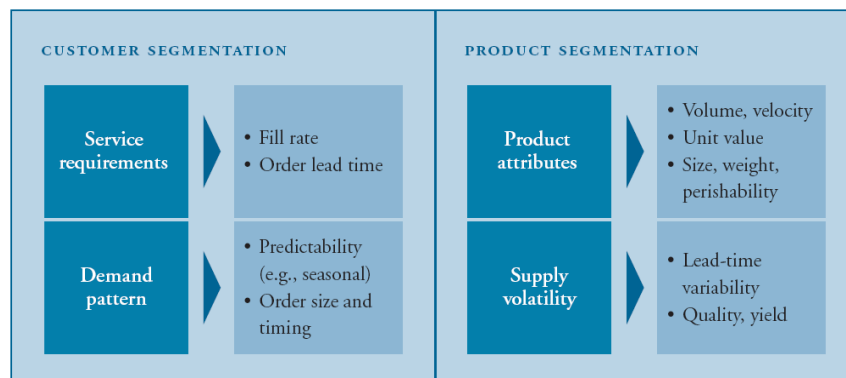 CUSTOMER SEGMENTATION
Service
requirements
• Fill rate
• Order lead time
Demand
pattern
• Predictability
(e.g., seasonal)
• Order size and
timing
PRODUCT SEGMENTATION
Product
attributes
• Volume, velocity
• Unit value
• Size, weight,
perishability
Supply
volatility
• Lead-time
variability
• Quality, yield